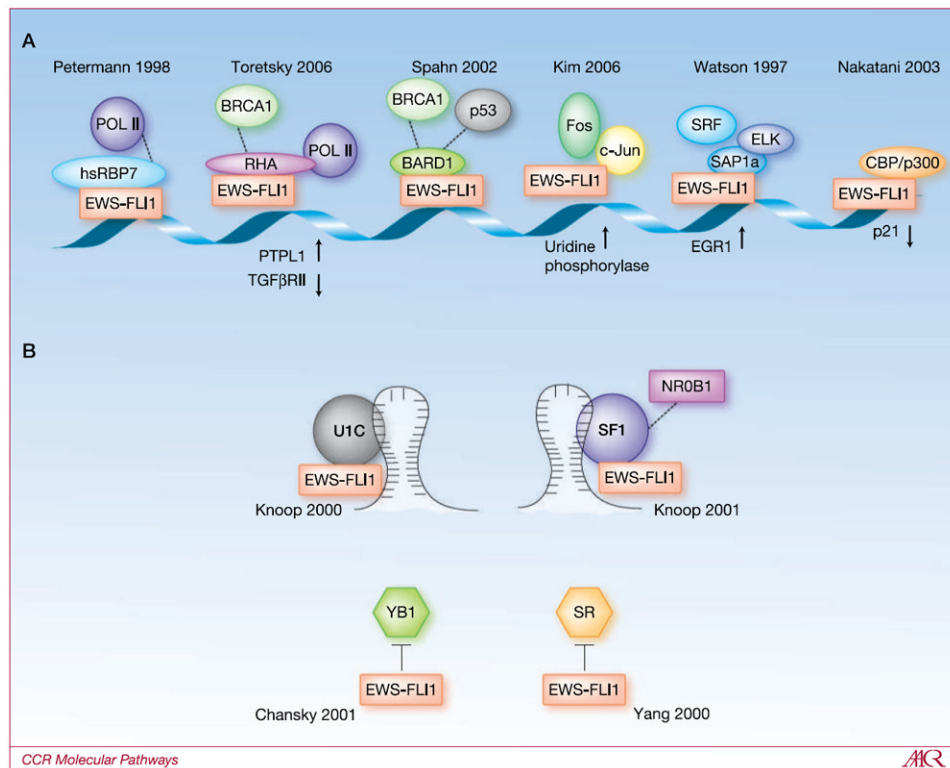 A
Petermann 1998
Toretsky 2006
Spahn 2002
Kim 2006
Watson 1997
Nakatani 2003
POL II
hsRBP7
EWS-FLI1
BRCA1
RHA
POL II
EWS-FLI1
PTPL1
TGFβRII
BRCA1
p53
BARD1
EWS-FLI1
Fos
c-Jun
EWS-FLI1
Uridine
phosphorylase
SRF
ELK
SAP1a
EWS-FLI1
EGR1
CBP/p300
EWS-FLI1
p21
B
U1C
EWS-FLI1
Knoop 2000
NR0B1
SF1
EWS-FLI1
Knoop 2001
YB1
EWS-FLI1
Chansky 2001
SR
EWS-FLI1
Yang 2000
CCR Molecular Pathways
AACR